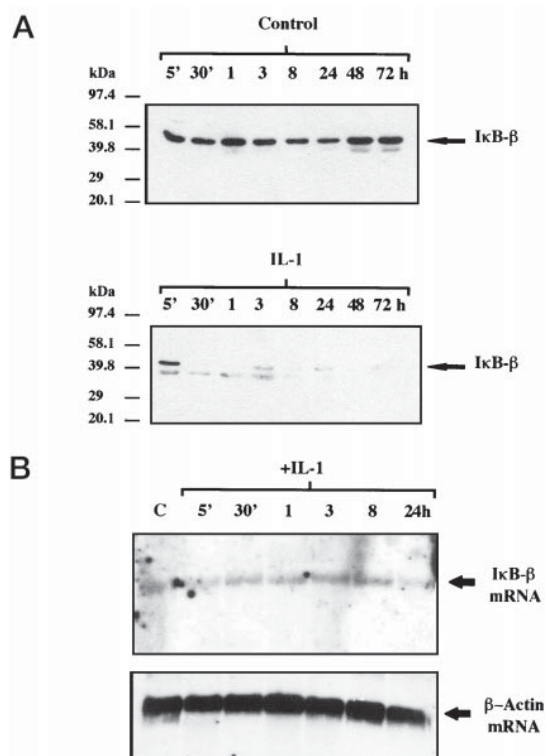 A
Control
kDa 5' 30' 1 3 8 24 48 72 h
97.4
58.1
39.8
29
20.1
IκB-β
IL-1
kDa 5' 30' 1 3 8 24 48 72 h
97.4
58.1
39.8
29
20.1
IκB-β
B
+IL-1
C 5' 30' 1 3 8 24h
IκB-β
mRNA
β-Actin
mRNA